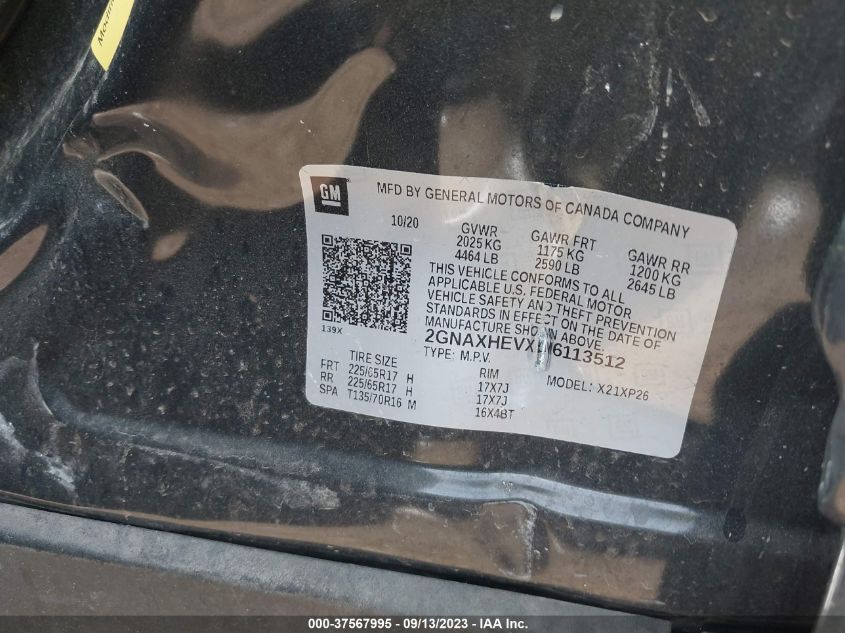 GM
MFD BY GENERAL MOTORS OF CANADA COMPANY
10/20 GVWR GAWR FRT GAWR RR
2025 KG 1175 KG 1200 KG
4464 LB 2590 LB 2645 LB
THIS VEHICLE CONFORMS TO ALL
APPLICABLE U.S. FEDERAL MOTOR
VEHICLE SAFETY AND THEFT PREVENTION
STANDARDS IN EFFECT ON THE DATE OF
MANUFACTURE SHOWN ABOVE.
139X
2GNAXHEVXM6113512
TYPE: M.P.V.
MODEL: X21XP26
TIRE SIZE RIM
FRT 225/65R17 H 17X7J
RR 225/65R17 H 17X7J
SPA T135/70R16 M 16X4BT
000-37567995 - 09/13/2023 - IAA Inc.